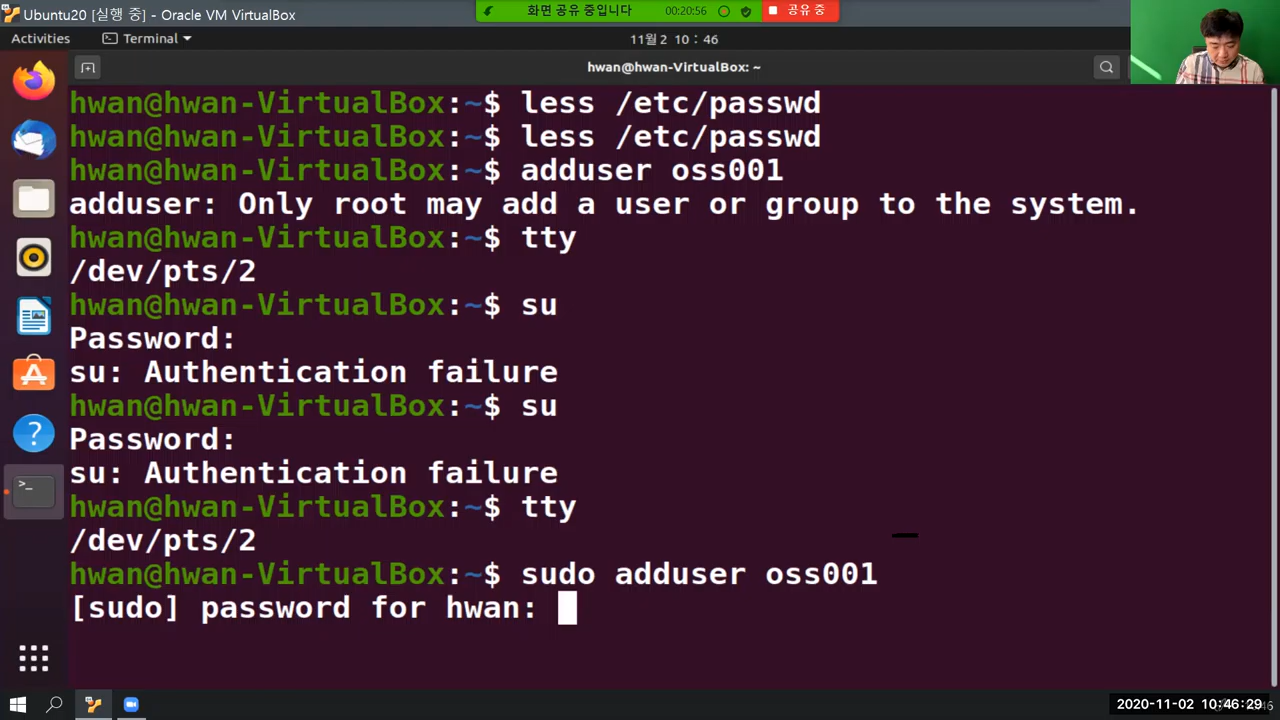 Ubuntu20 [실행 중] - Oracle VM VirtualBox
화면 공유 중입니다
00:20:56
공유 중
Activities
Terminal
11월 2 10 : 46
hwan@hwan-VirtualBox: ~
hwan@hwan-VirtualBox:~$ less /etc/passwd
hwan@hwan-VirtualBox:~$ less /etc/passwd
hwan@hwan-VirtualBox:~$ adduser oss001
adduser: Only root may add a user or group to the system.
hwan@hwan-VirtualBox:~$ tty
/dev/pts/2
hwan@hwan-VirtualBox:~$ su
Password:
su: Authentication failure
hwan@hwan-VirtualBox:~$ su
Password:
su: Authentication failure
hwan@hwan-VirtualBox:~$ tty
/dev/pts/2
hwan@hwan-VirtualBox:~$ sudo adduser oss001
[sudo] password for hwan:
2020-11-02 10:46:29